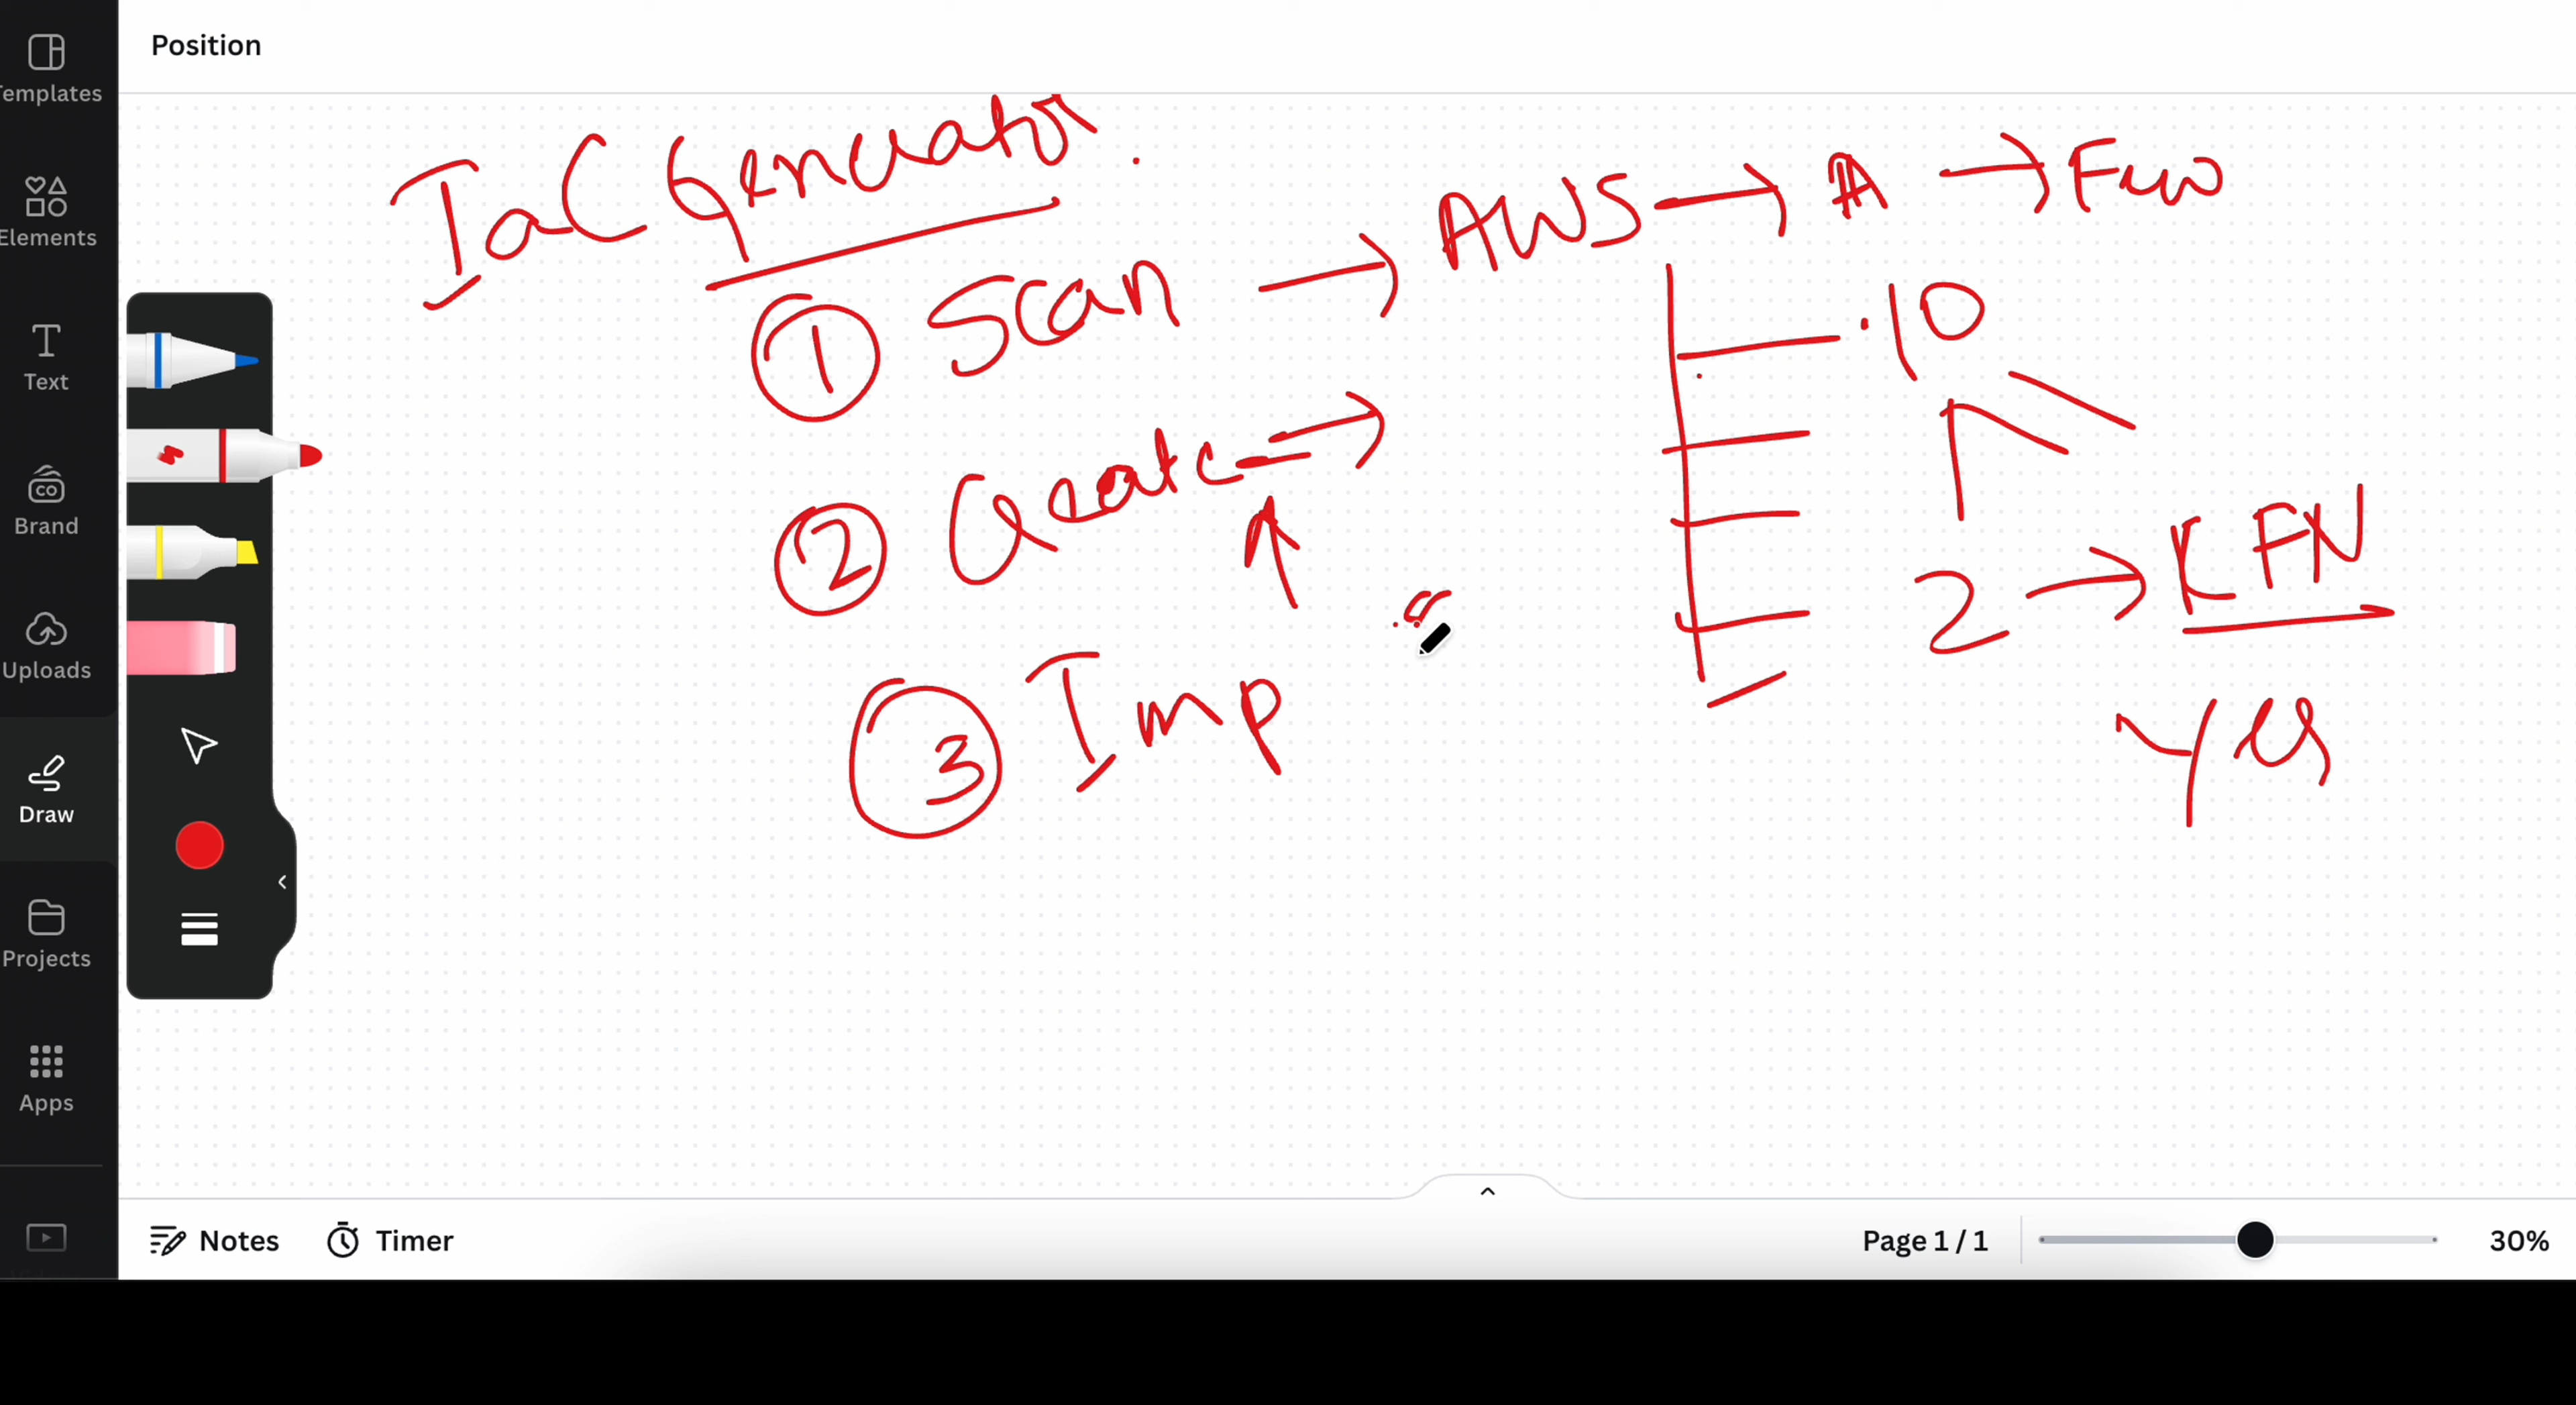 Position
Templates
Elements
Text
Brand
Uploads
Draw
Projects
Apps
IaC Generator.
① Scan → AWS → A → Few
10
② Create →
2 → KFN
③ Imp
Yes
Notes
Timer
Page 1 / 1
30%